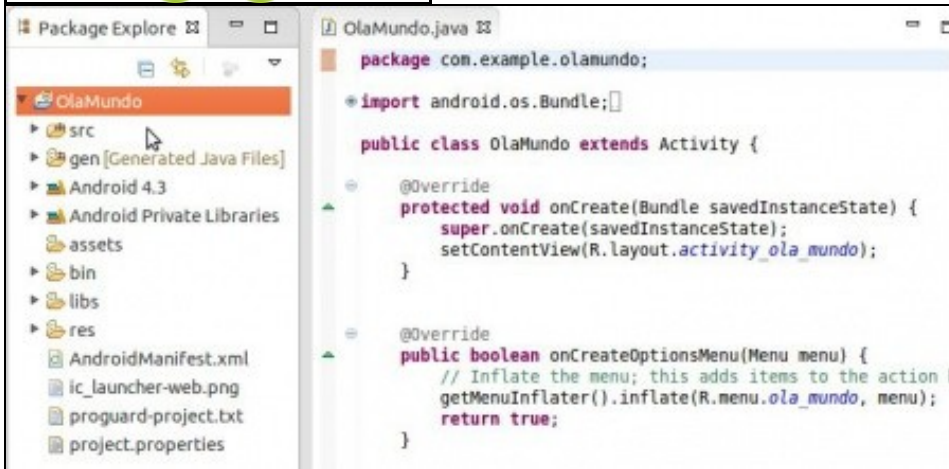 Package Explore
OlaMundo
src
gen [Generated Java Files]
Android 4.3
Android Private Libraries
assets
bin
libs
res
AndroidManifest.xml
ic_launcher-web.png
proguard-project.txt
project.properties
OlaMundo.java
package com.example.olamundo;
import android.os.Bundle;
public class OlaMundo extends Activity {
@Override
protected void onCreate(Bundle savedInstanceState) {
super.onCreate(savedInstanceState);
setContentView(R.layout.activity_ola_mundo);
}
@Override
public boolean onCreateOptionsMenu(Menu menu) {
// Inflate the menu; this adds items to the action
getMenuInflater().inflate(R.menu.ola_mundo, menu);
return true;
}